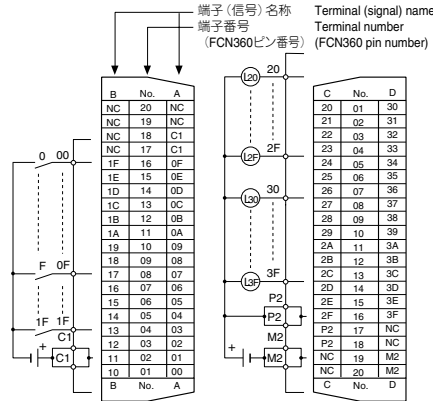 端子（信号）名称 Terminal (signal) name
端子番号 Terminal number
（FCN360ピン番号） (FCN360 pin number)
B No. A
NC 20 NC
NC 19 NC
NC 18 C1
NC 17 C1
1F 16 0F
1E 15 0E
1D 14 0D
1C 13 0C
1B 12 0B
1A 11 0A
19 10 09
18 09 08
17 08 07
16 07 06
15 06 05
14 05 04
13 04 03
12 03 02
11 02 01
10 01 00
B No. A
0 00
F 0F
1F 1F
C1
+ C1
L20 20
L2F 2F
L30 30
L3F 3F
P2
P2
M2
+ M2
C No. D
20 01 30
21 02 31
22 03 32
23 04 33
24 05 34
25 06 35
26 07 36
27 08 37
28 09 38
29 10 39
2A 11 3A
2B 12 3B
2C 13 3C
2D 14 3D
2E 15 3E
2F 16 3F
P2 17 NC
P2 18 NC
NC 19 M2
NC 20 M2
C No. D